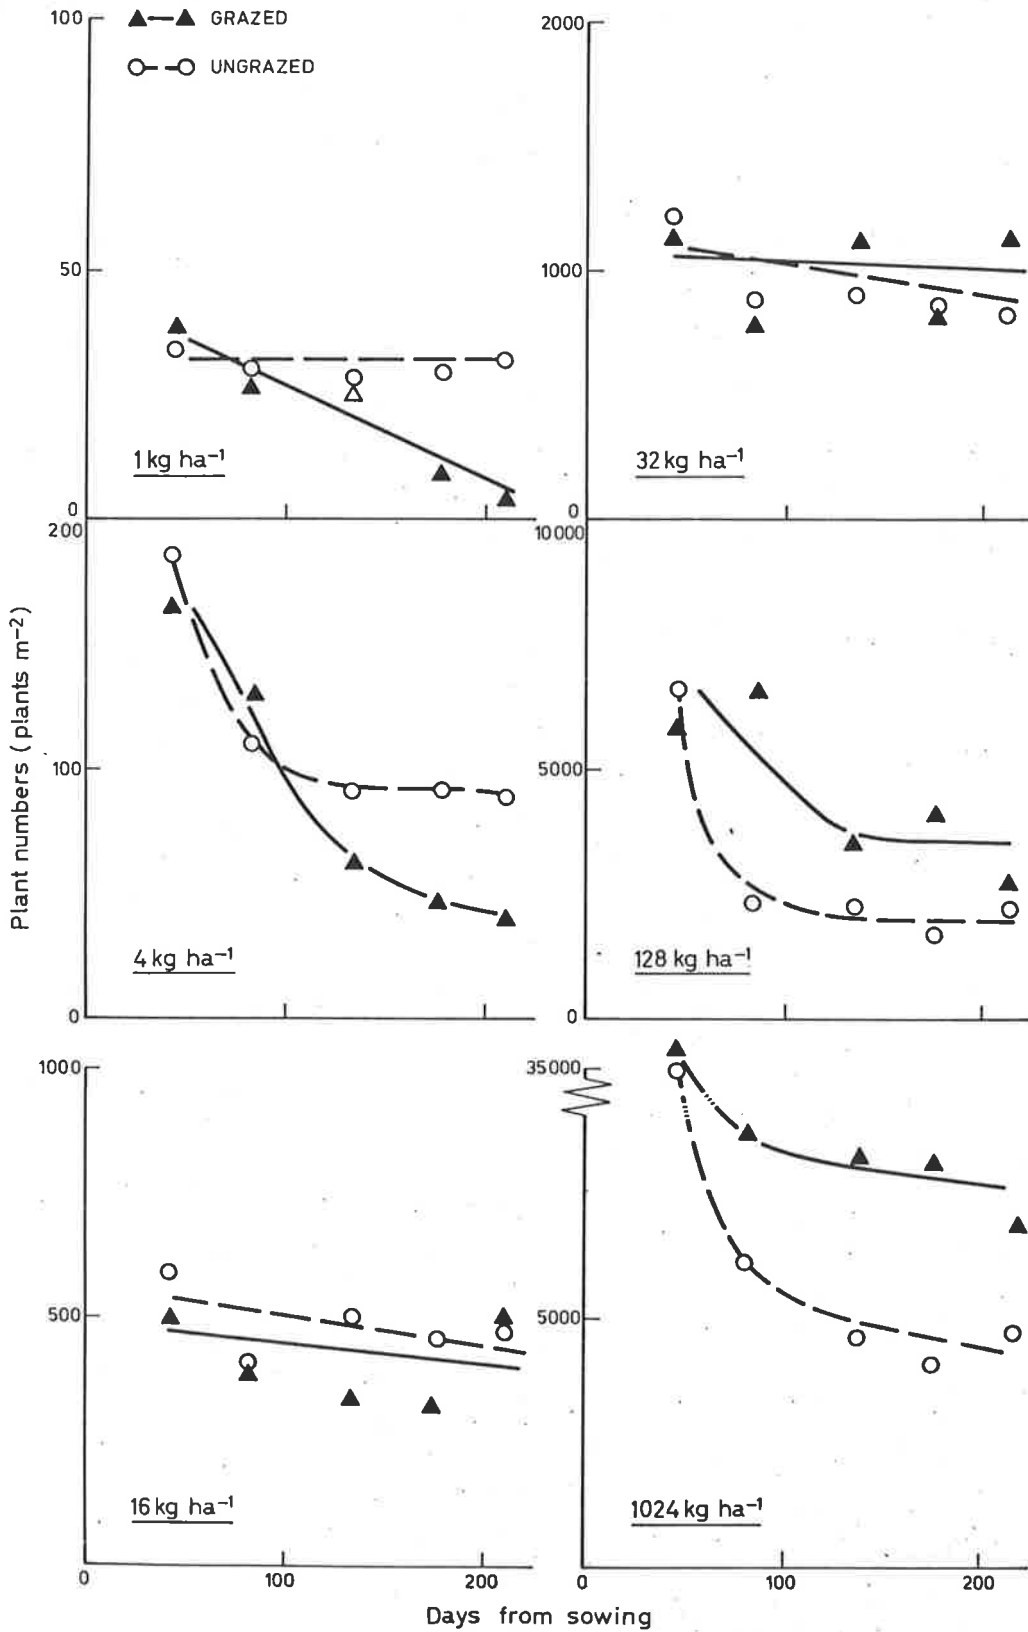 GRAZED
UNGRAZED
100
50
0
1 kg ha⁻¹
2000
1000
0
32 kg ha⁻¹
200
100
0
4 kg ha⁻¹
10000
5000
0
128 kg ha⁻¹
Plant numbers (plants m⁻²)
1000
500
16 kg ha⁻¹
0
100
200
35000
5000
1024 kg ha⁻¹
0
100
200
Days from sowing